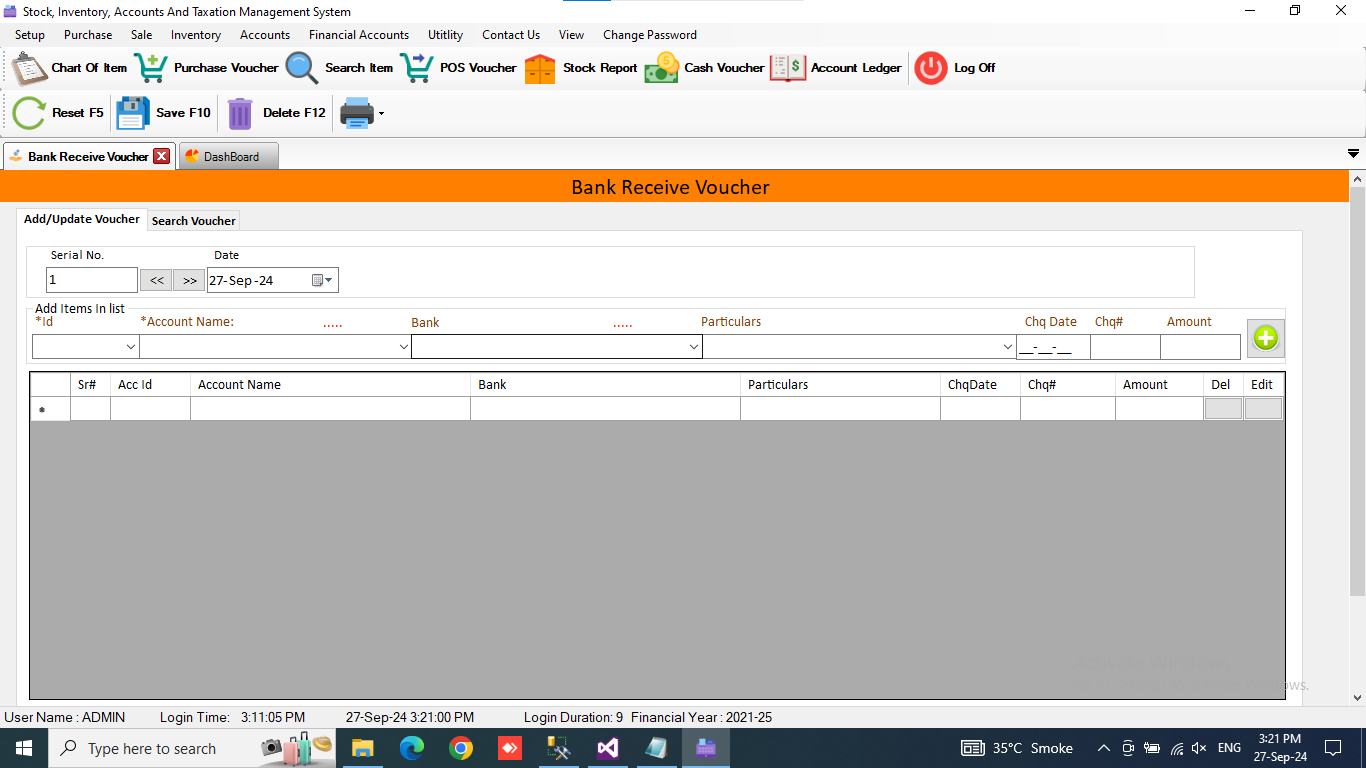 Stock, Inventory, Accounts And Taxation Management System
Setup Purchase Sale Inventory Accounts Financial Accounts Utitlity Contact Us View Change Password
Chart Of Item Purchase Voucher Search Item POS Voucher Stock Report Cash Voucher Account Ledger Log Off
Reset F5 Save F10 Delete F12
Bank Receive Voucher DashBoard
Bank Receive Voucher
Add/Update Voucher Search Voucher
Serial No. Date
1 << >> 27-Sep-24
Add Items In list
*Id *Account Name: ..... Bank ..... Particulars Chq Date Chq# Amount
__-__-__
Sr# Acc Id Account Name Bank Particulars ChqDate Chq# Amount Del Edit
*
User Name : ADMIN Login Time: 3:11:05 PM 27-Sep-24 3:21:00 PM Login Duration: 9 Financial Year : 2021-25
Type here to search 35°C Smoke ENG 3:21 PM
27-Sep-24